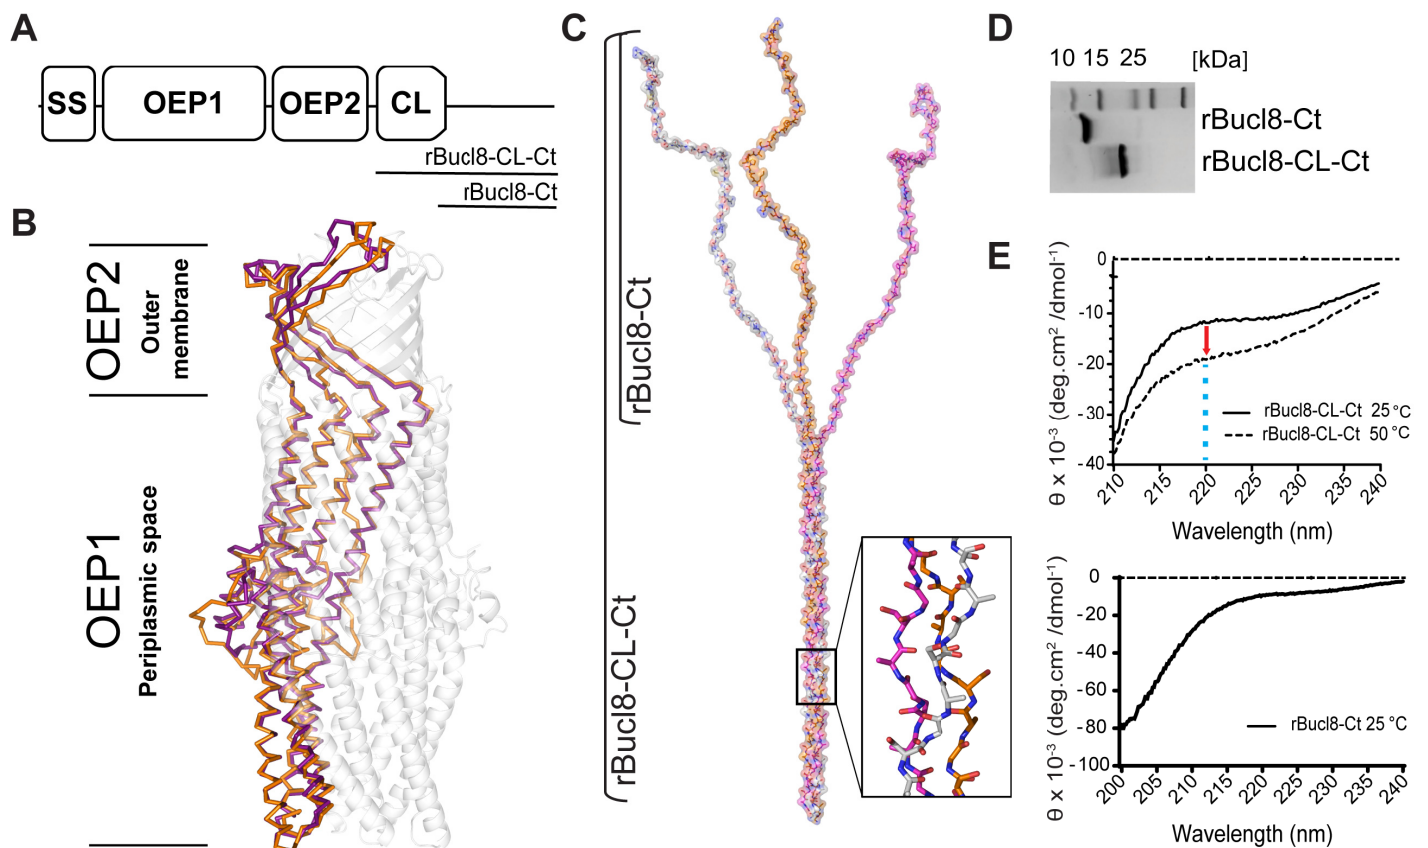 A
SS
OEP1
OEP2
CL
rBucl8-CL-Ct
rBucl8-Ct
B
OEP2
Outer
membrane
OEP1
Periplasmic space
C
rBucl8-Ct
rBucl8-CL-Ct
D
10 15 25 [kDa]
rBucl8-Ct
rBucl8-CL-Ct
E
θ x 10⁻³ (deg.cm² /dmol⁻¹)
0
-10
-20
-30
-40
rBucl8-CL-Ct 25 °C
rBucl8-CL-Ct 50 °C
210 215 220 225 230 235 240
Wavelength (nm)
θ x 10⁻³ (deg.cm² /dmol⁻¹)
0
-20
-40
-60
-80
-100
rBucl8-Ct 25 °C
200 205 210 215 220 225 230 235 240
Wavelength (nm)